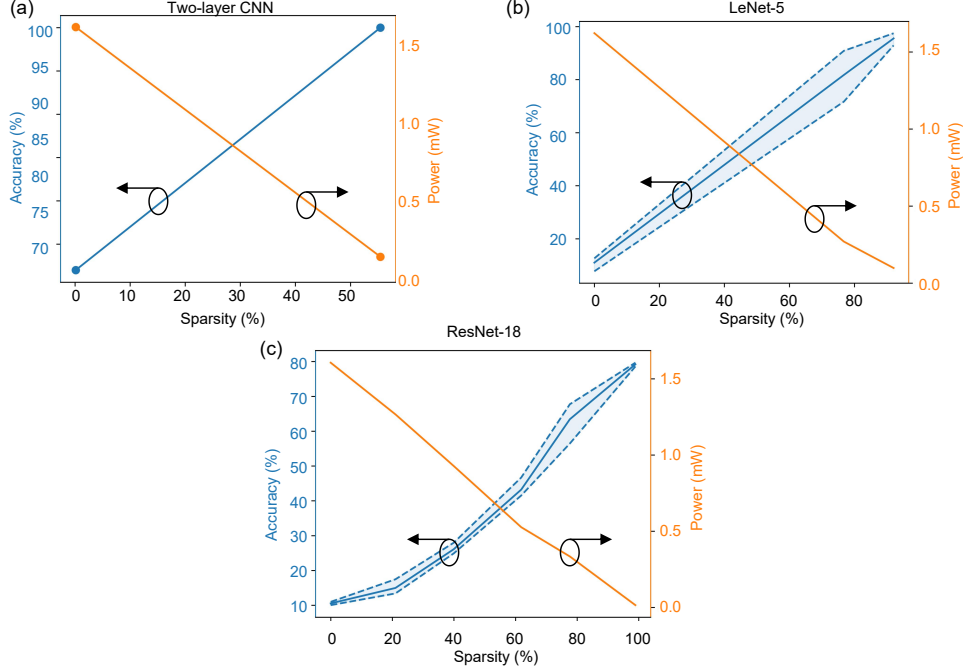 (a)
Two-layer CNN
100
95
90
85
80
75
70
Accuracy (%)
1.5
1.0
0.5
0.0
Power (mW)
0 10 20 30 40 50
Sparsity (%)
(b)
LeNet-5
100
80
60
40
20
Accuracy (%)
1.5
1.0
0.5
0.0
Power (mW)
0 20 40 60 80
Sparsity (%)
(c)
ResNet-18
80
70
60
50
40
30
20
10
Accuracy (%)
1.5
1.0
0.5
0.0
Power (mW)
0 20 40 60 80 100
Sparsity (%)